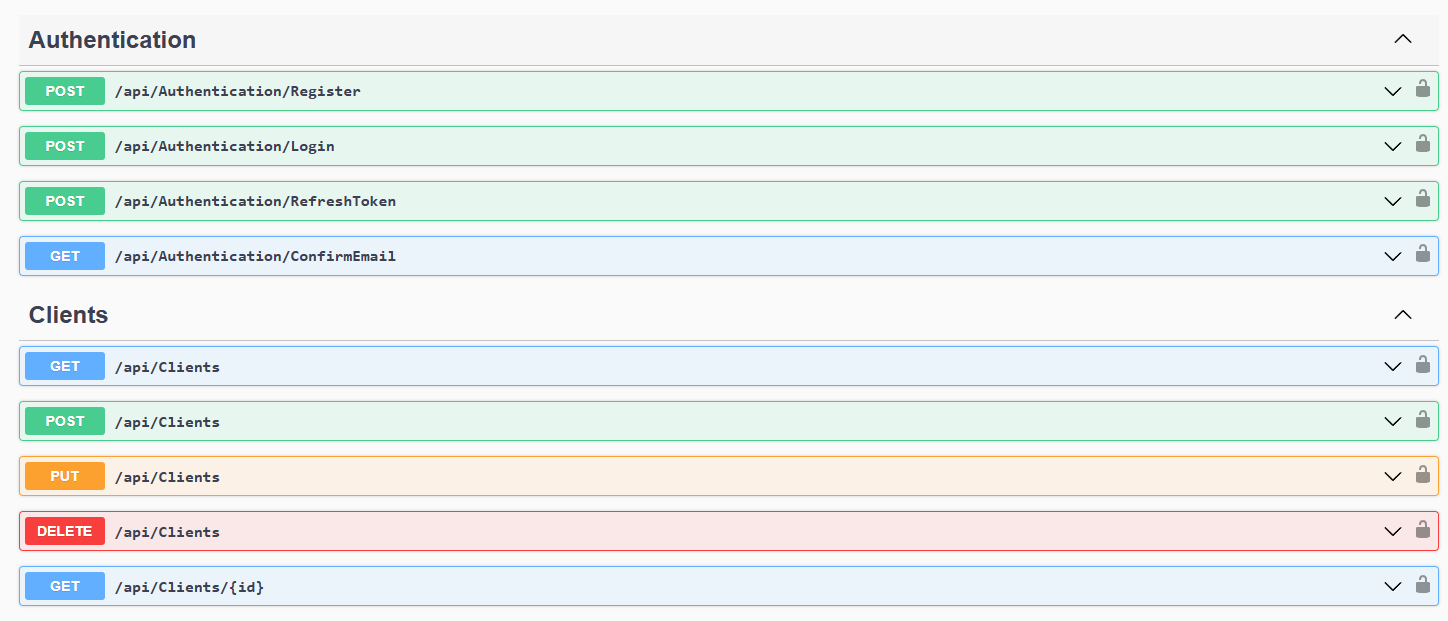 Authentication
POST /api/Authentication/Register
POST /api/Authentication/Login
POST /api/Authentication/RefreshToken
GET /api/Authentication/ConfirmEmail
Clients
GET /api/Clients
POST /api/Clients
PUT /api/Clients
DELETE /api/Clients
GET /api/Clients/{id}